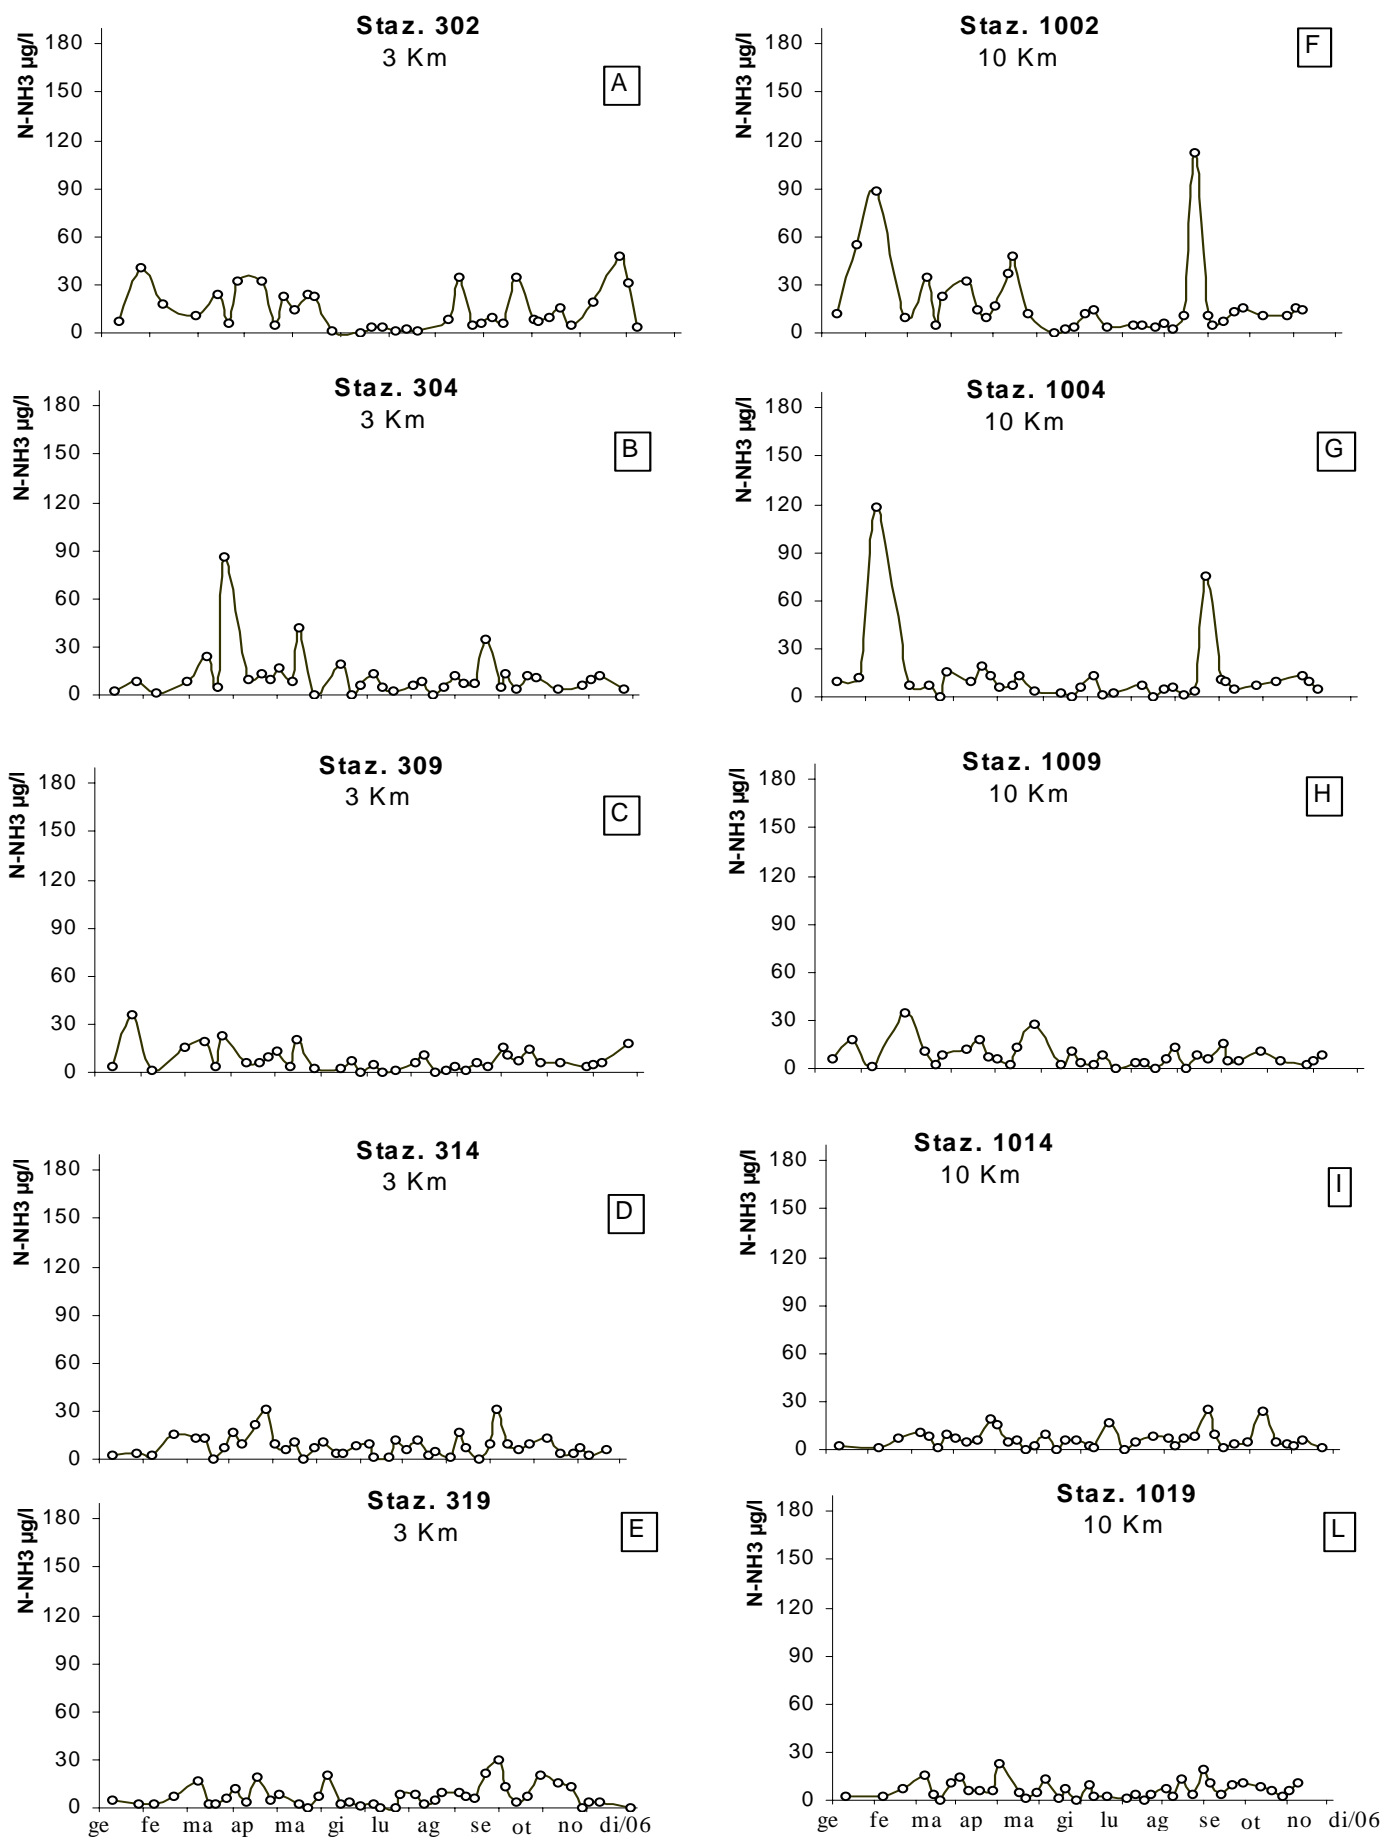 Staz. 302
3 Km
A
N-NH3 µg/l
180
150
120
90
60
30
0
Staz. 1002
10 Km
F
N-NH3 µg/l
180
150
120
90
60
30
0
Staz. 304
3 Km
B
N-NH3 µg/l
180
150
120
90
60
30
0
Staz. 1004
10 Km
G
N-NH3 µg/l
180
150
120
90
60
30
0
Staz. 309
3 Km
C
N-NH3 µg/l
180
150
120
90
60
30
0
Staz. 1009
10 Km
H
N-NH3 µg/l
180
150
120
90
60
30
0
Staz. 314
3 Km
D
N-NH3 µg/l
180
150
120
90
60
30
0
Staz. 1014
10 Km
I
N-NH3 µg/l
180
150
120
90
60
30
0
Staz. 319
3 Km
E
N-NH3 µg/l
180
150
120
90
60
30
0
ge fe ma ap ma gi lu ag se ot no di/06
Staz. 1019
10 Km
L
N-NH3 µg/l
180
150
120
90
60
30
0
ge fe ma ap ma gi lu ag se ot no di/06